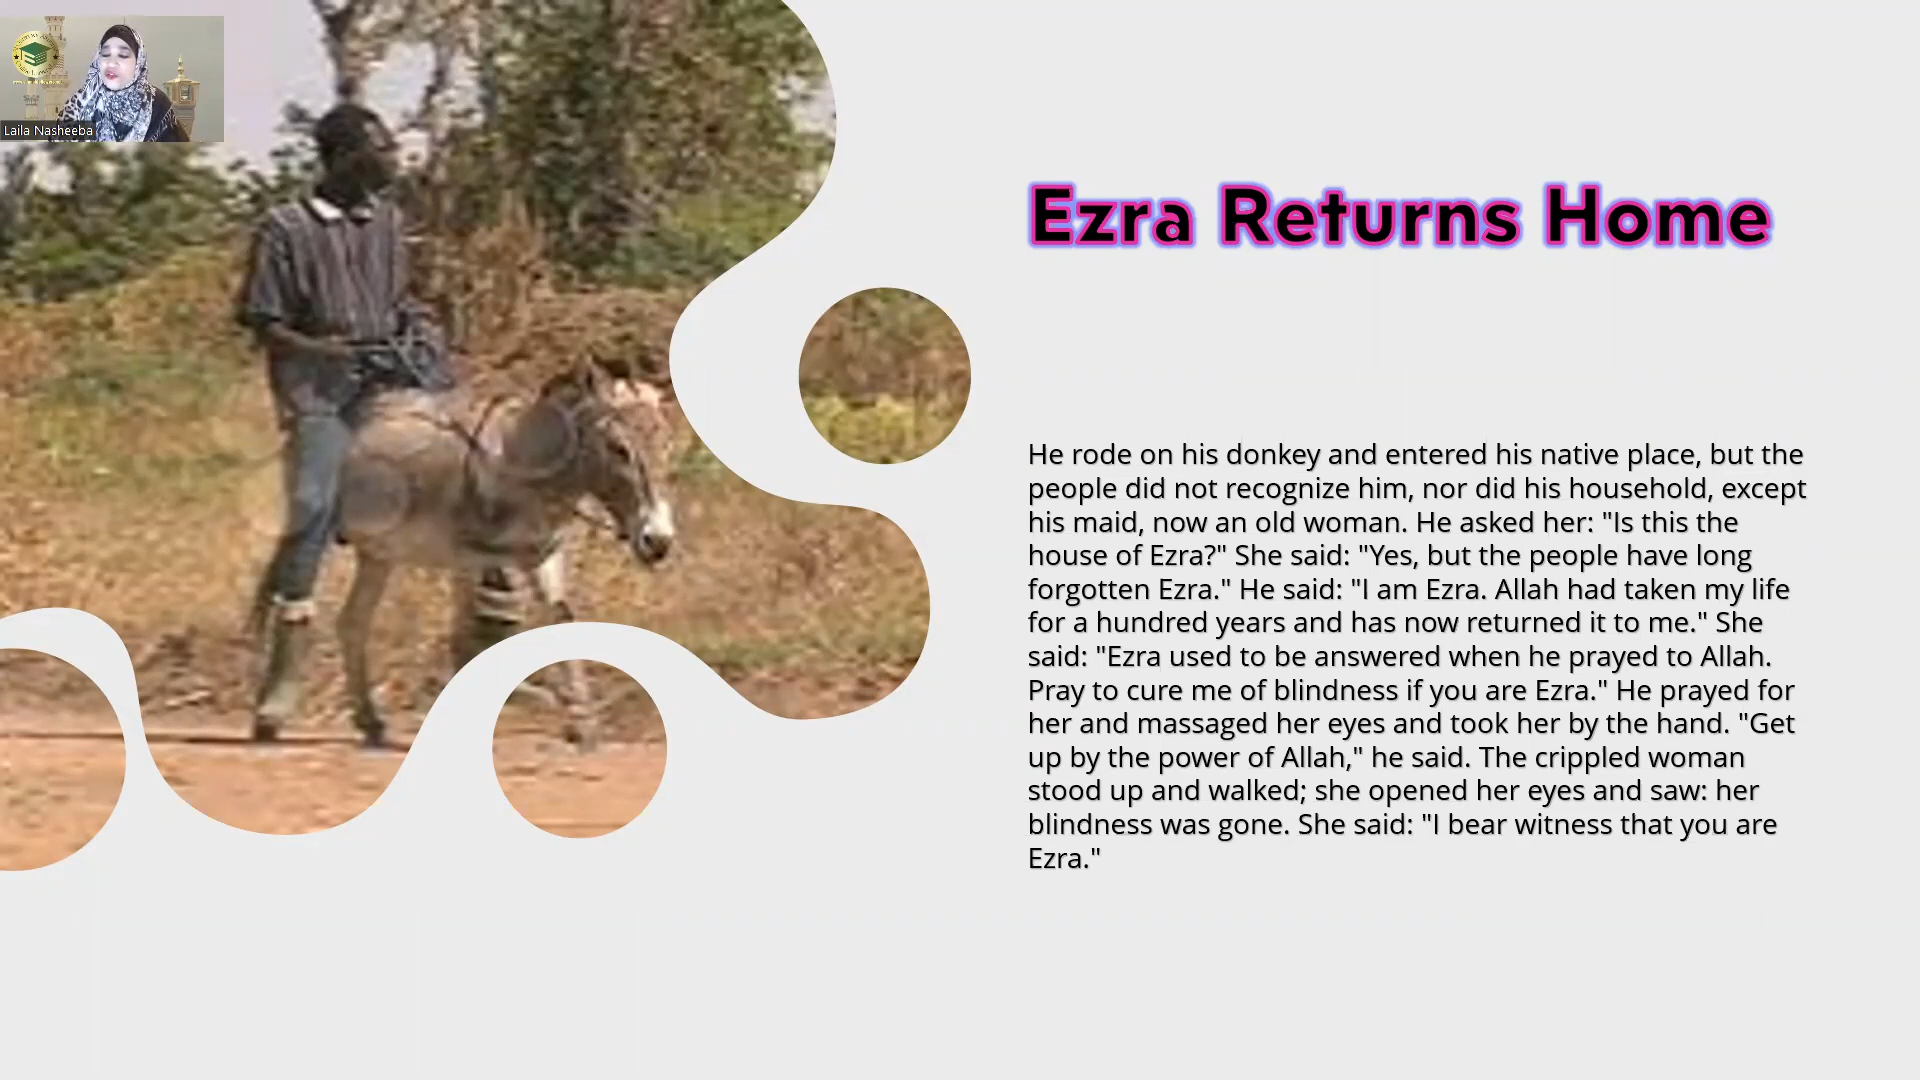 Laila Nasheeba
Ezra Returns Home
He rode on his donkey and entered his native place, but the
people did not recognize him, nor did his household, except
his maid, now an old woman. He asked her: "Is this the
house of Ezra?" She said: "Yes, but the people have long
forgotten Ezra." He said: "I am Ezra. Allah had taken my life
for a hundred years and has now returned it to me." She
said: "Ezra used to be answered when he prayed to Allah.
Pray to cure me of blindness if you are Ezra." He prayed for
her and massaged her eyes and took her by the hand. "Get
up by the power of Allah," he said. The crippled woman
stood up and walked; she opened her eyes and saw: her
blindness was gone. She said: "I bear witness that you are
Ezra."